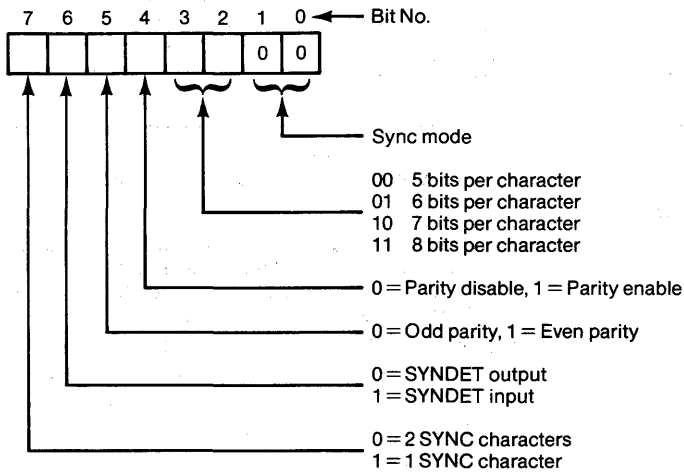 7 6 5 4 3 2 1 0 Bit No.
0 0
Sync mode
00 5 bits per character
01 6 bits per character
10 7 bits per character
11 8 bits per character
0=Parity disable, 1=Parity enable
0=Odd parity, 1=Even parity
0=SYNDET output
1=SYNDET input
0=2 SYNC characters
1=1 SYNC character